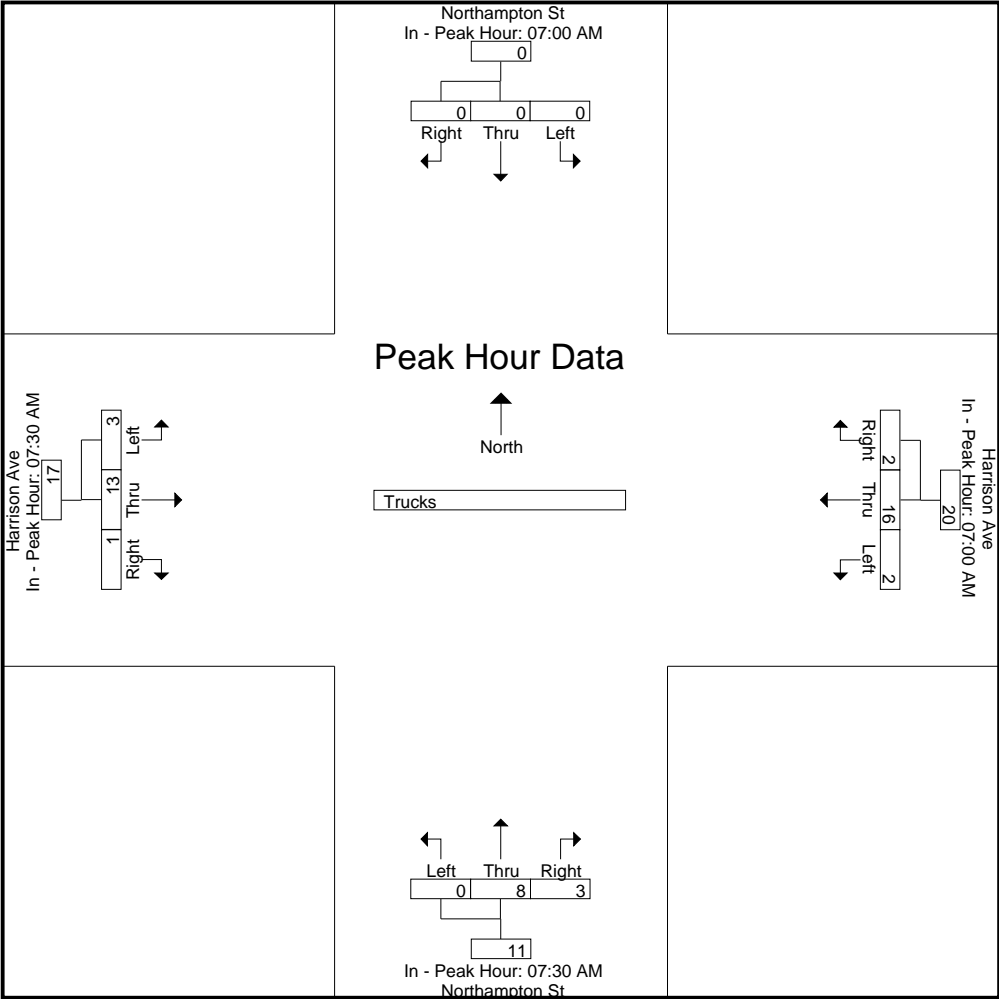 Northampton St
In - Peak Hour: 07:00 AM
0
0 0 0
Right Thru Left
Peak Hour Data
North
Trucks
Harrison Ave
In - Peak Hour: 07:30 AM
17
3 13 1
Left Thru Right
Right Thru Left
2 16 2
20
In - Peak Hour: 07:00 AM
Harrison Ave
Left Thru Right
0 8 3
11
In - Peak Hour: 07:30 AM
Northampton St